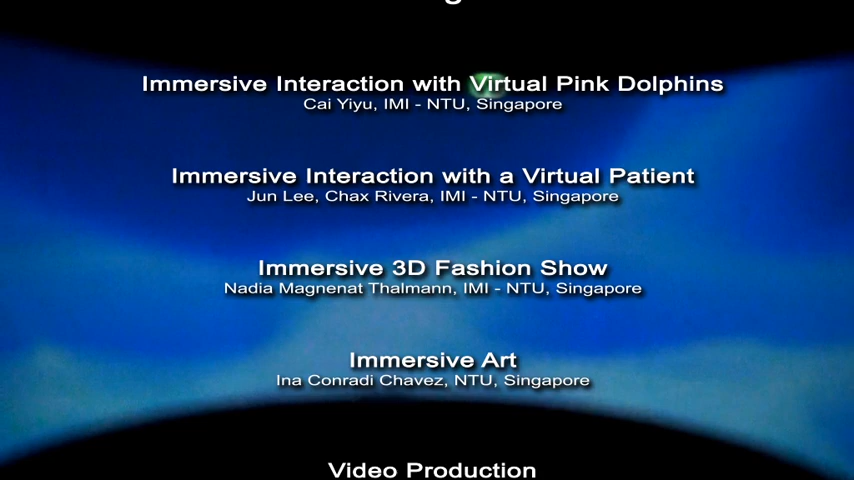 Immersive Interaction with Virtual Pink Dolphins
Cai Yiyu, IMI - NTU, Singapore
Immersive Interaction with a Virtual Patient
Jun Lee, Chax Rivera, IMI - NTU, Singapore
Immersive 3D Fashion Show
Nadia Magnenat Thalmann, IMI - NTU, Singapore
Immersive Art
Ina Conradi Chavez, NTU, Singapore
Video Production